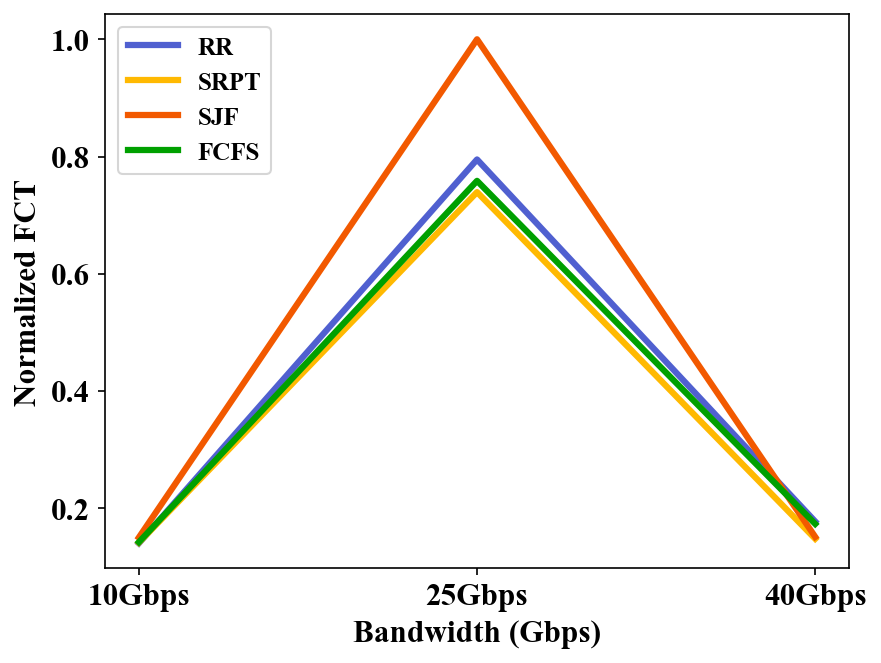 RR
SRPT
SJF
FCFS
1.0
0.8
0.6
0.4
0.2
Normalized FCT
10Gbps 25Gbps 40Gbps
Bandwidth (Gbps)